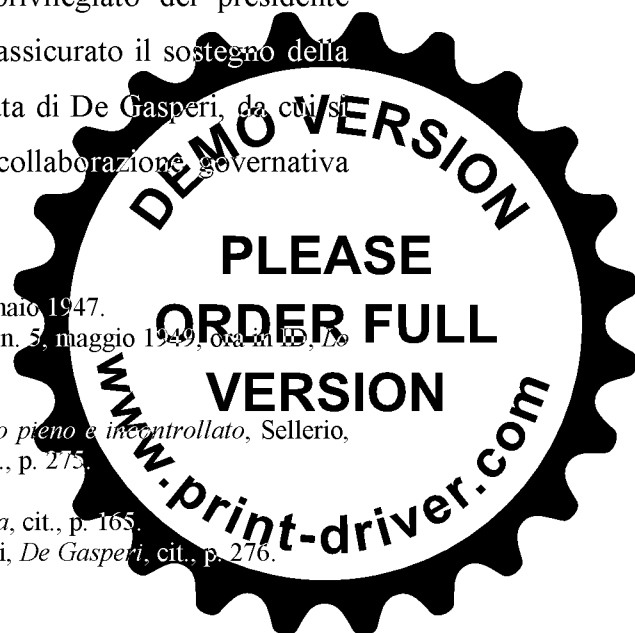 privilegiato del presidente
assicurato il sostegno della
ta di De Gasperi, da cui si
collaborazione governativa
naio 1947.
n. 5, maggio 1949, ora in ID, Lo
o pieno e incontrollato, Sellerio,
., p. 275.
a, cit., p. 165.
i, De Gasperi, cit., p. 276.
DEMO VERSION
PLEASE
ORDER FULL
VERSION
www.print-driver.com